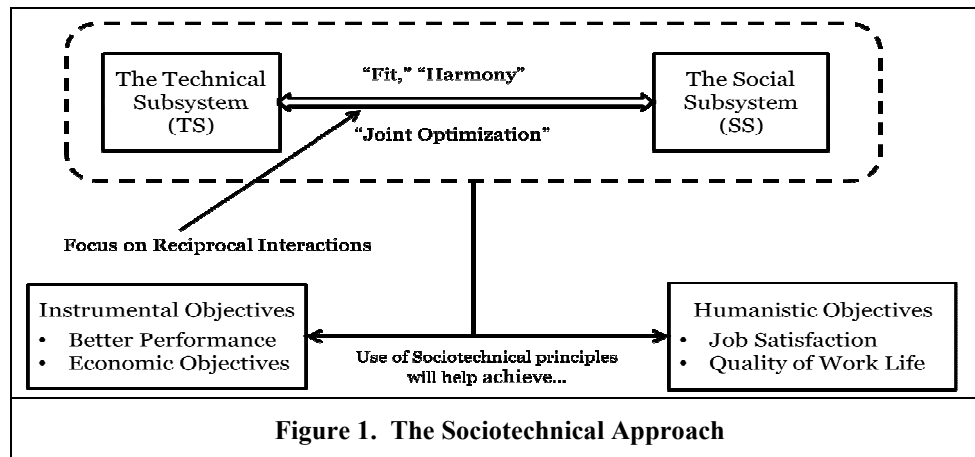 The Technical
Subsystem
(TS)
“Fit,” “Harmony”
“Joint Optimization”
The Social
Subsystem
(SS)
Focus on Reciprocal Interactions
Instrumental Objectives
• Better Performance
• Economic Objectives
Use of Sociotechnical principles
will help achieve...
Humanistic Objectives
• Job Satisfaction
• Quality of Work Life
Figure 1. The Sociotechnical Approach